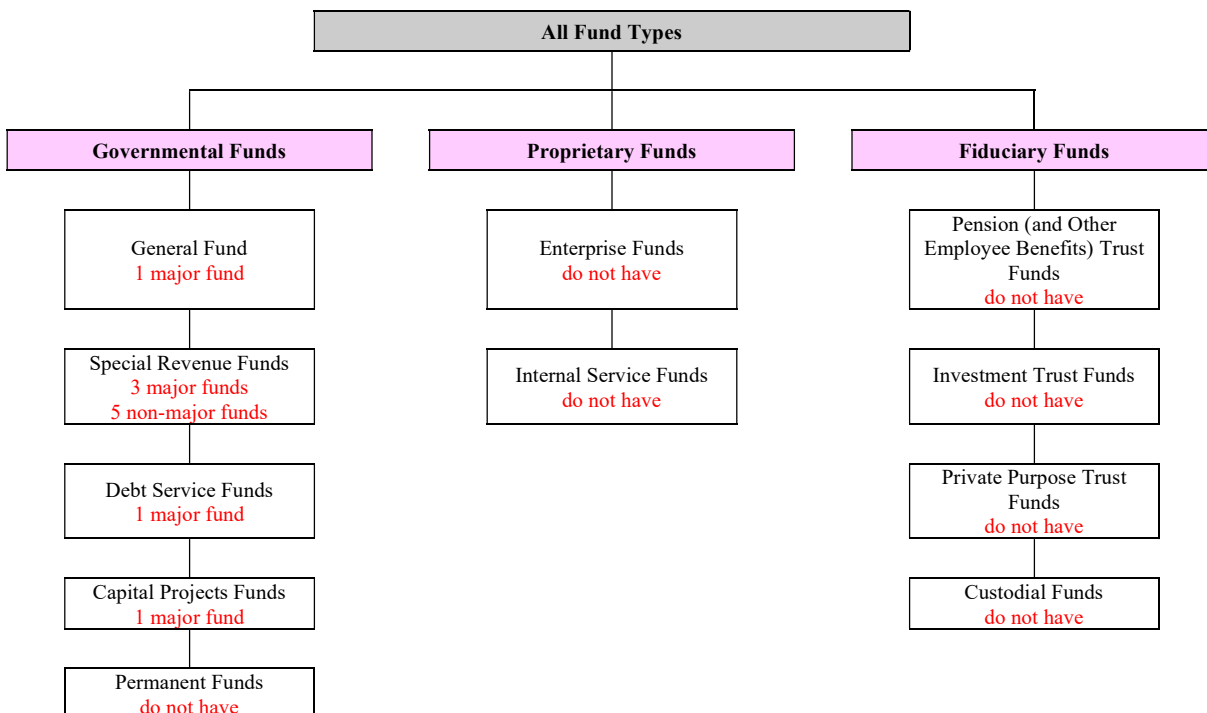 All Fund Types
Governmental Funds
Proprietary Funds
Fiduciary Funds
General Fund
1 major fund
Enterprise Funds
do not have
Pension (and Other
Employee Benefits) Trust
Funds
do not have
Special Revenue Funds
3 major funds
5 non-major funds
Internal Service Funds
do not have
Investment Trust Funds
do not have
Debt Service Funds
1 major fund
Private Purpose Trust
Funds
do not have
Capital Projects Funds
1 major fund
Custodial Funds
do not have
Permanent Funds
do not have